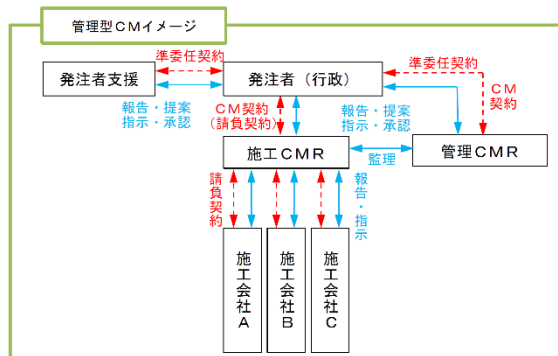 管理型ＣＭイメージ
準委任契約
準委任契約
発注者支援
発注者（行政）
ＣＭ
契約
報告・提案
指示・承認
ＣＭ契約
（請負契約）
報告・提案
指示・承認
施工ＣＭＲ
監理
管理ＣＭＲ
請負契約
報告・指示
施工会社Ａ
施工会社Ｂ
施工会社Ｃ